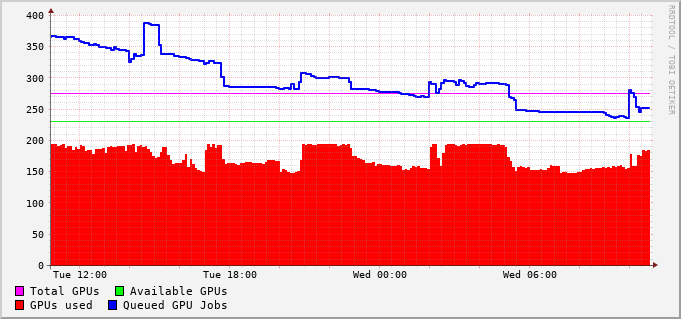 400
350
300
250
200
150
100
50
0
Tue 12:00 Tue 18:00 Wed 00:00 Wed 06:00
Total GPUs Available GPUs
GPUs used Queued GPU Jobs
RRDTOOL / TOBI OETIKER